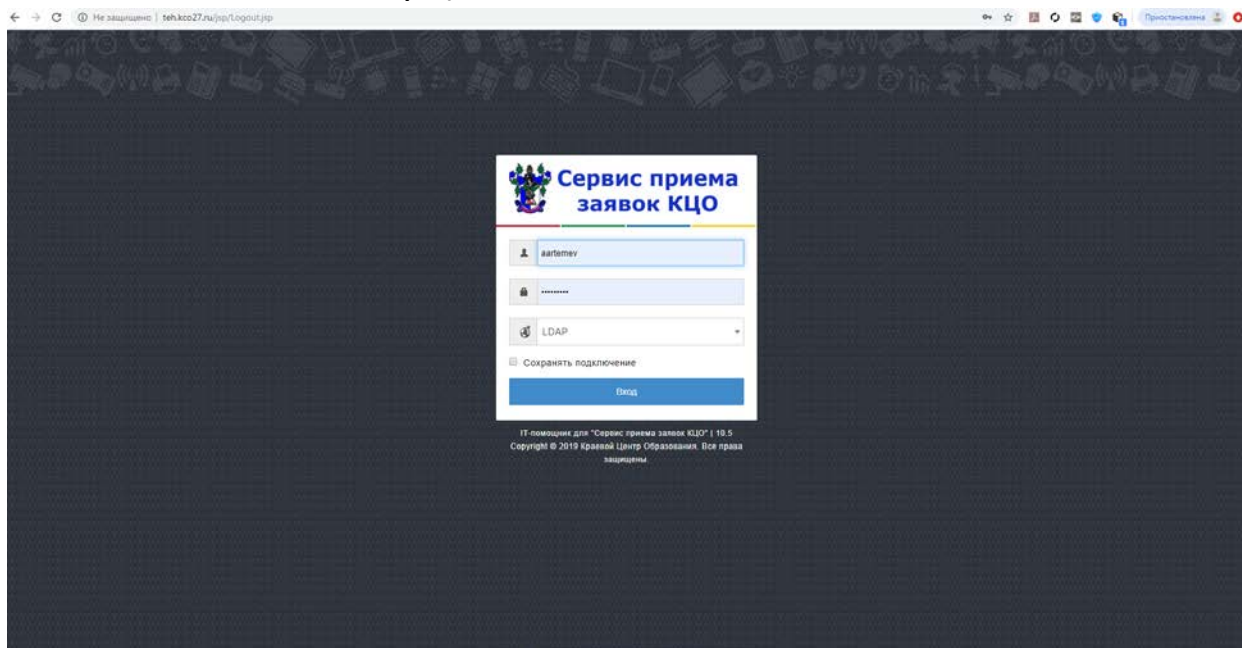 Не защищено | teh.kco27.ru/jsp/Logout.jsp
Приостановлена
Сервис приема
заявок КЦО
aartemev
•••••••••
LDAP
Сохранять подключение
Вход
IT-помощник для "Сервис приема заявок КЦО" | 10.5
Copyright © 2019 Краевой Центр Образования. Все права
защищены.